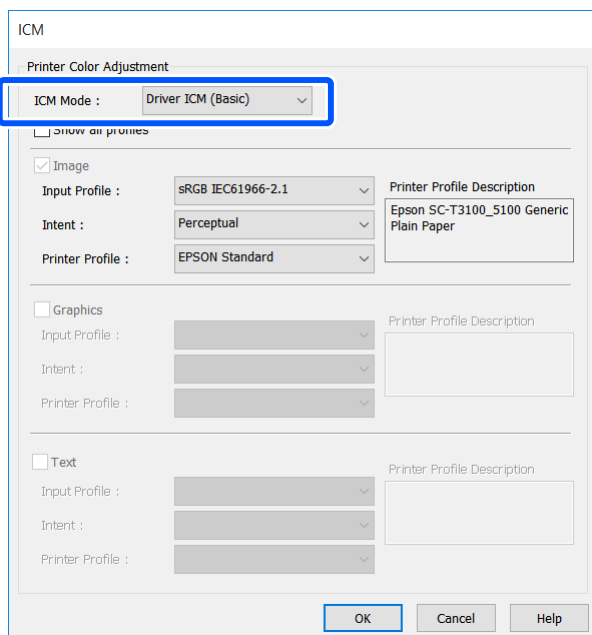 ICM
Printer Color Adjustment
ICM Mode : Driver ICM (Basic)
Show all profiles
Image
Input Profile : sRGB IEC61966-2.1 Printer Profile Description
Intent : Perceptual Epson SC-T3100_5100 Generic
Plain Paper
Printer Profile : EPSON Standard
Graphics
Input Profile : Printer Profile Description
Intent :
Printer Profile :
Text
Input Profile : Printer Profile Description
Intent :
Printer Profile :
OK Cancel Help